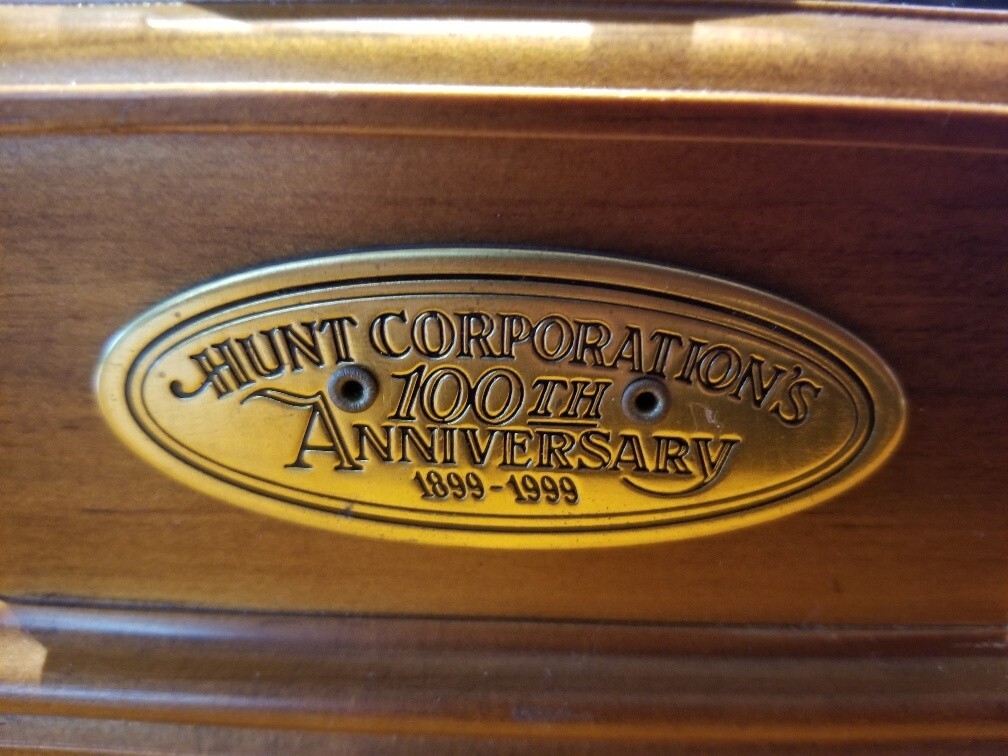 HUNT CORPORATION'S
100TH
ANNIVERSARY
1899-1999